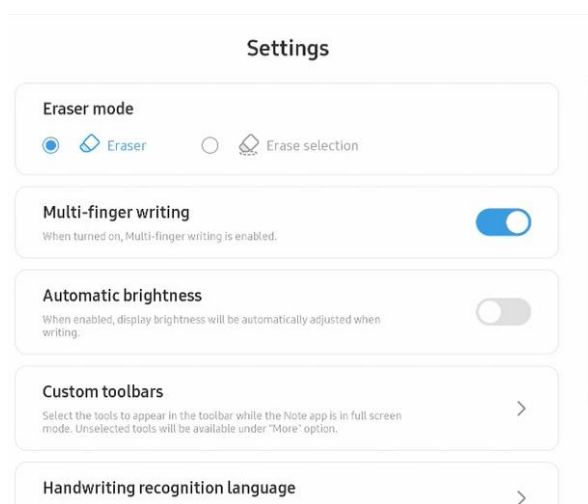 Settings
Eraser mode
Eraser
Erase selection
Multi-finger writing
When turned on, Multi-finger writing is enabled.
Automatic brightness
When enabled, display brightness will be automatically adjusted when
writing.
Custom toolbars
Select the tools to appear in the toolbar while the Note app is in full screen
mode. Unselected tools will be available under "More" option.
Handwriting recognition language